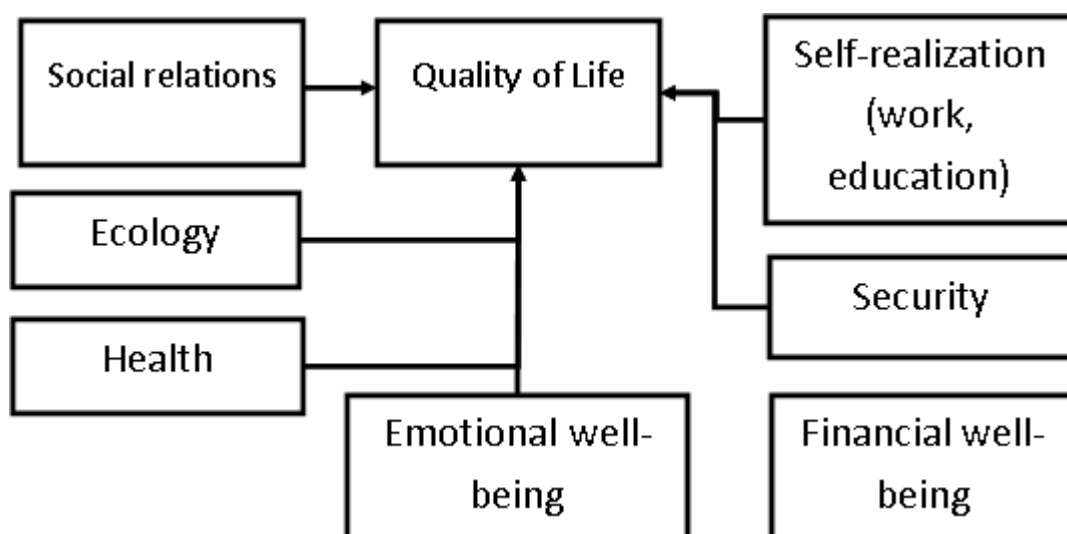 Social relations
Quality of Life
Self-realization
(work,
education)
Ecology
Security
Health
Emotional well-
being
Financial well-
being